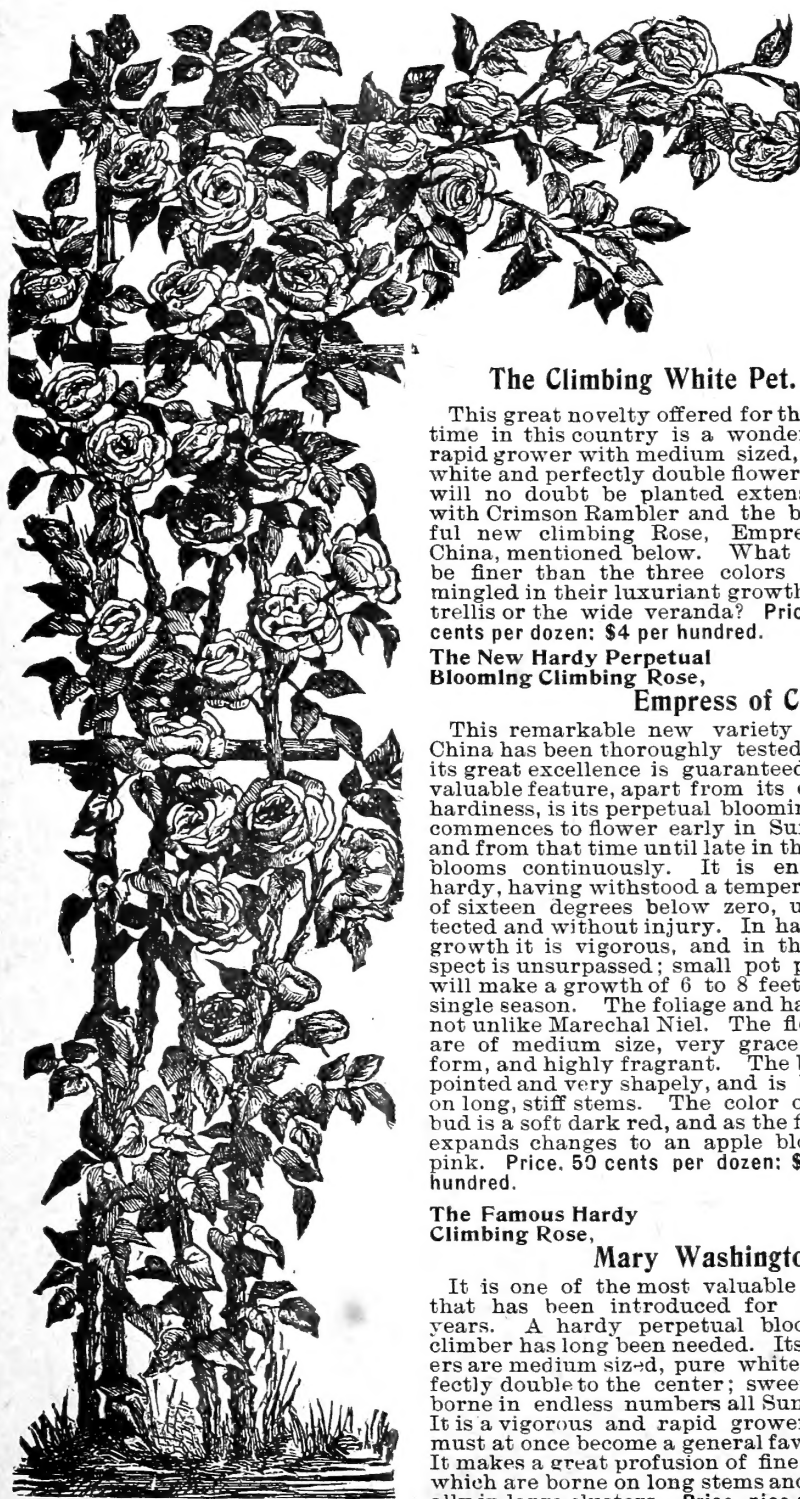 The Climbing White Pet.
This great novelty offered for th
time in this country is a wonde
rapid grower with medium sized,
white and perfectly double flower
will no doubt be planted extens
with Crimson Rambler and the b
ful new climbing Rose, Empre
China, mentioned below. What
be finer than the three colors
mingled in their luxuriant growth
trellis or the wide veranda? Pric
cents per dozen: $4 per hundred.
The New Hardy Perpetual
Blooming Climbing Rose,
Empress of C
This remarkable new variety
China has been thoroughly tested
its great excellence is guaranteed
valuable feature, apart from its
hardiness, is its perpetual bloomin
commences to flower early in Su
and from that time until late in th
blooms continuously. It is en
hardy, having withstood a temper
of sixteen degrees below zero, u
tected and without injury. In ha
growth it is vigorous, and in th
spect is unsurpassed; small pot p
will make a growth of 6 to 8 feet
single season. The foliage and ha
not unlike Marechal Niel. The fl
are of medium size, very grace
form, and highly fragrant. The
pointed and very shapely, and is
on long, stiff stems. The color o
bud is a soft dark red, and as the f
expands changes to an apple blo
pink. Price, 50 cents per dozen: $
hundred.
The Famous Hardy
Climbing Rose,
Mary Washingto
It is one of the most valuable
that has been introduced for
years. A hardy perpetual bloo
climber has long been needed. Its
ers are medium sized, pure white
fectly double to the center; swee
borne in endless numbers all Sum
It is a vigorous and rapid growe
must at once become a general fav
It makes a great profusion of fine
which are borne on long stems and